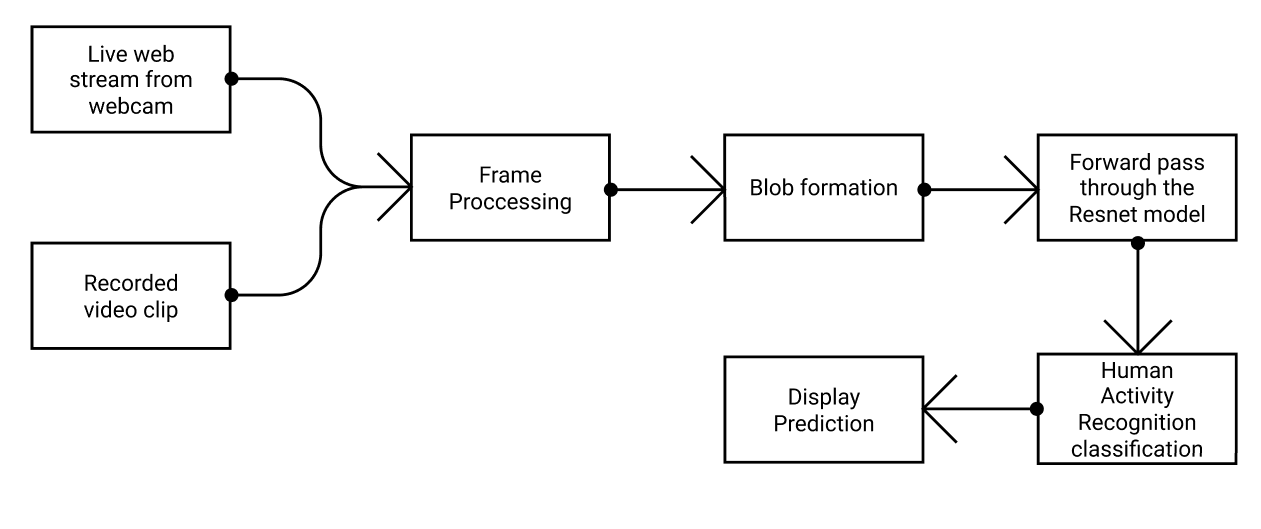 Live web
stream from
webcam
Recorded
video clip
Frame
Proccessing
Blob formation
Forward pass
through the
Resnet model
Human
Activity
Recognition
classification
Display
Prediction